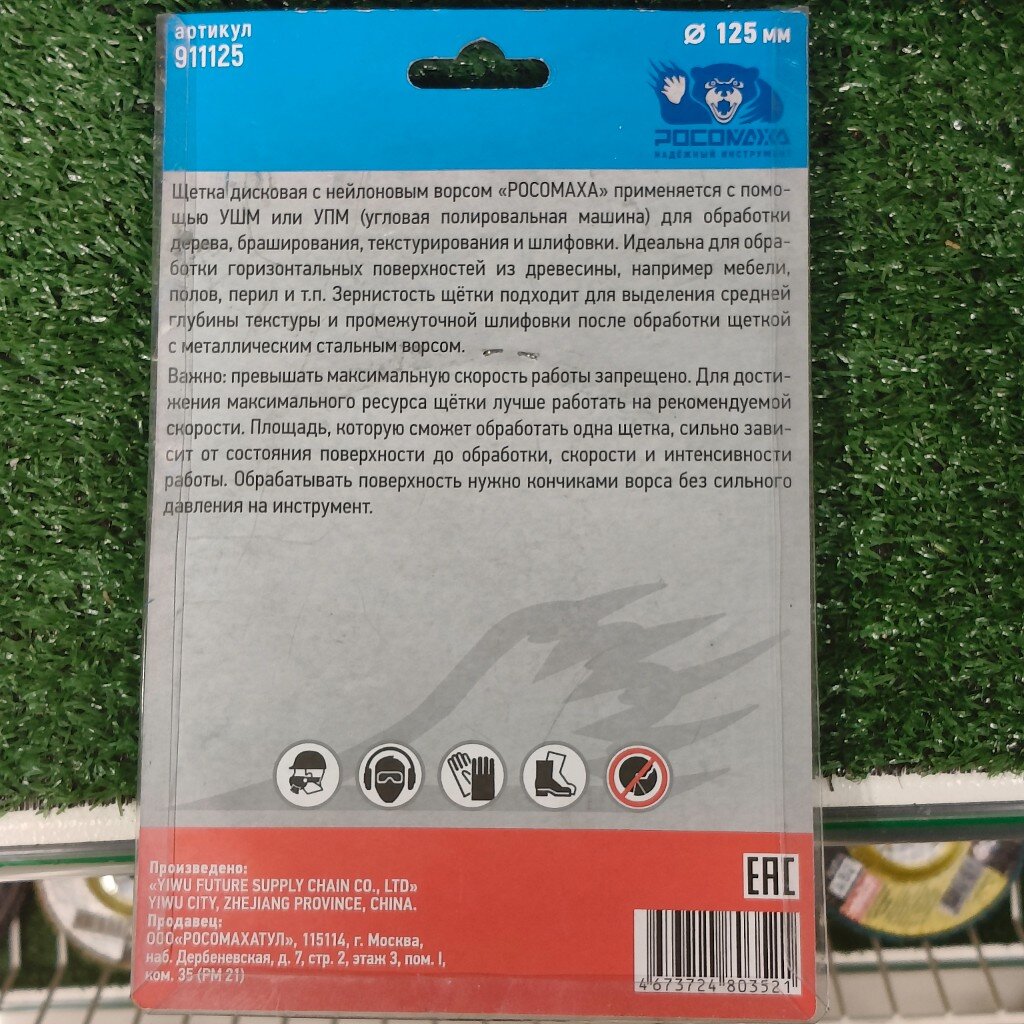 артикул
911125
Ø 125 мм
РОСОМАХА
НАДЕЖНЫЙ ИНСТРУМЕНТ
Щетка дисковая с нейлоновым ворсом «РОСОМАХА» применяется с помо-
щью УШМ или УПМ (угловая полировальная машина) для обработки
дерева, браширования, текстурирования и шлифовки. Идеальна для обра-
ботки горизонтальных поверхностей из древесины, например мебели,
полов, перил и т.п. Зернистость щётки подходит для выделения средней
глубины текстуры и промежуточной шлифовки после обработки щеткой
с металлическим стальным ворсом.
Важно: превышать максимальную скорость работы запрещено. Для дости-
жения максимального ресурса щётки лучше работать на рекомендуемой
скорости. Площадь, которую сможет обработать одна щетка, сильно зави-
сит от состояния поверхности до обработки, скорости и интенсивности
работы. Обрабатывать поверхность нужно кончиками ворса без сильного
давления на инструмент.
Произведено:
«YIWU FUTURE SUPPLY CHAIN CO., LTD»
YIWU CITY, ZHEJIANG PROVINCE, CHINA.
Продавец:
ООО«РОСОМАХАТУЛ», 115114, г. Москва,
наб. Дербеневская, д. 7, стр. 2, этаж 3, пом. I,
ком. 35 (РМ 21)
EAC
4 673724 803521